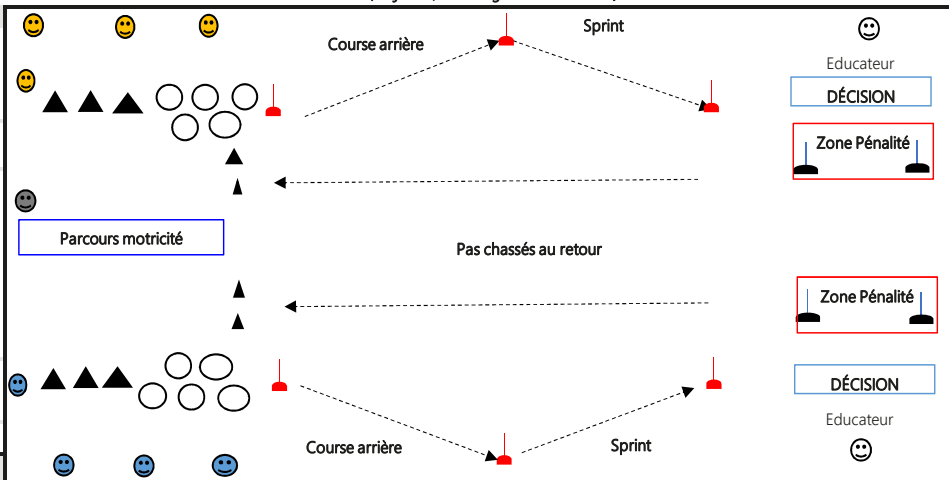 Course arrière
Sprint
Educateur
DÉCISION
Zone Pénalité
Parcours motricité
Pas chassés au retour
Zone Pénalité
DÉCISION
Educateur
Course arrière
Sprint